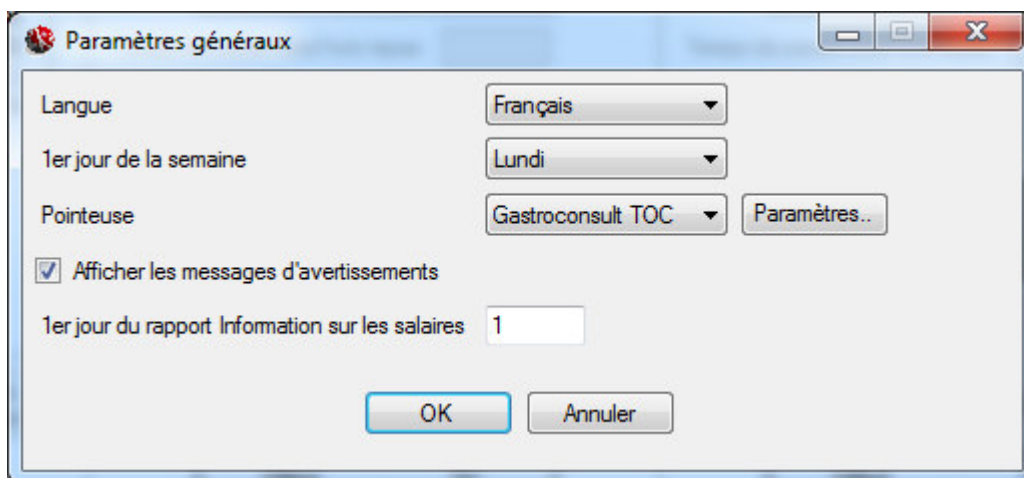 Paramètres généraux
Langue Français
1er jour de la semaine Lundi
Pointeuse Gastroconsult TOC Paramètres..
Afficher les messages d'avertissements
1er jour du rapport Information sur les salaires 1
OK Annuler